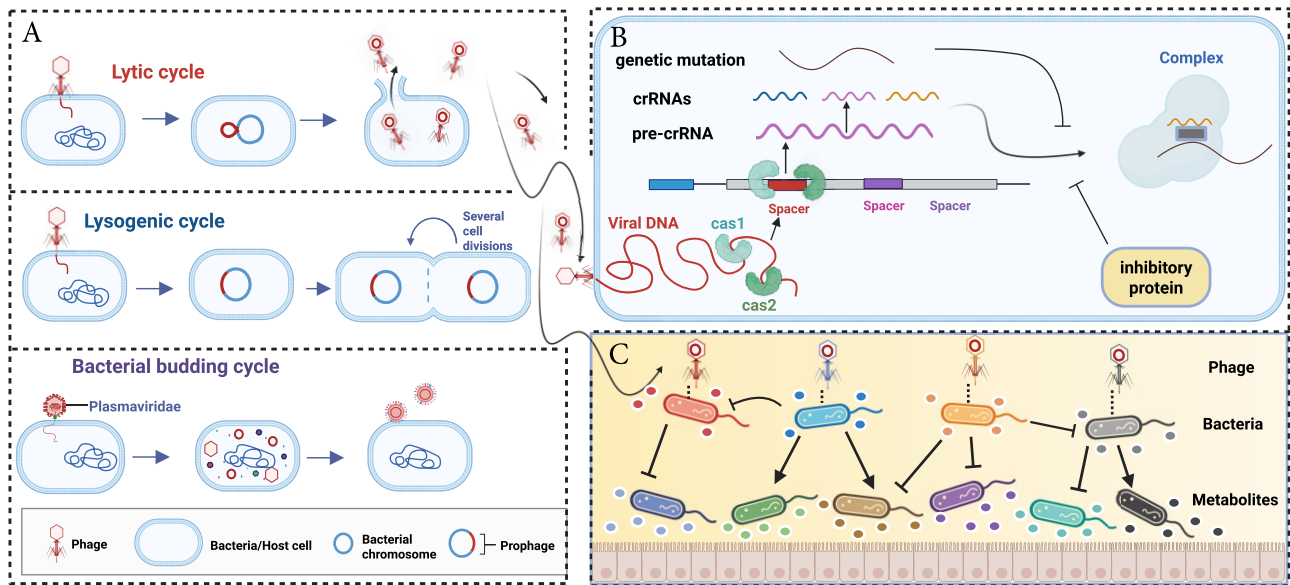 A
Lytic cycle
Lysogenic cycle
Several
cell
divisions
Bacterial budding cycle
Plasmaviridae
Phage
Bacteria/Host cell
Bacterial
chromosome
Prophage
B
genetic mutation
crRNAs
pre-crRNA
Complex
Spacer
Spacer
Spacer
Viral DNA
cas1
cas2
inhibitory
protein
C
Phage
Bacteria
Metabolites